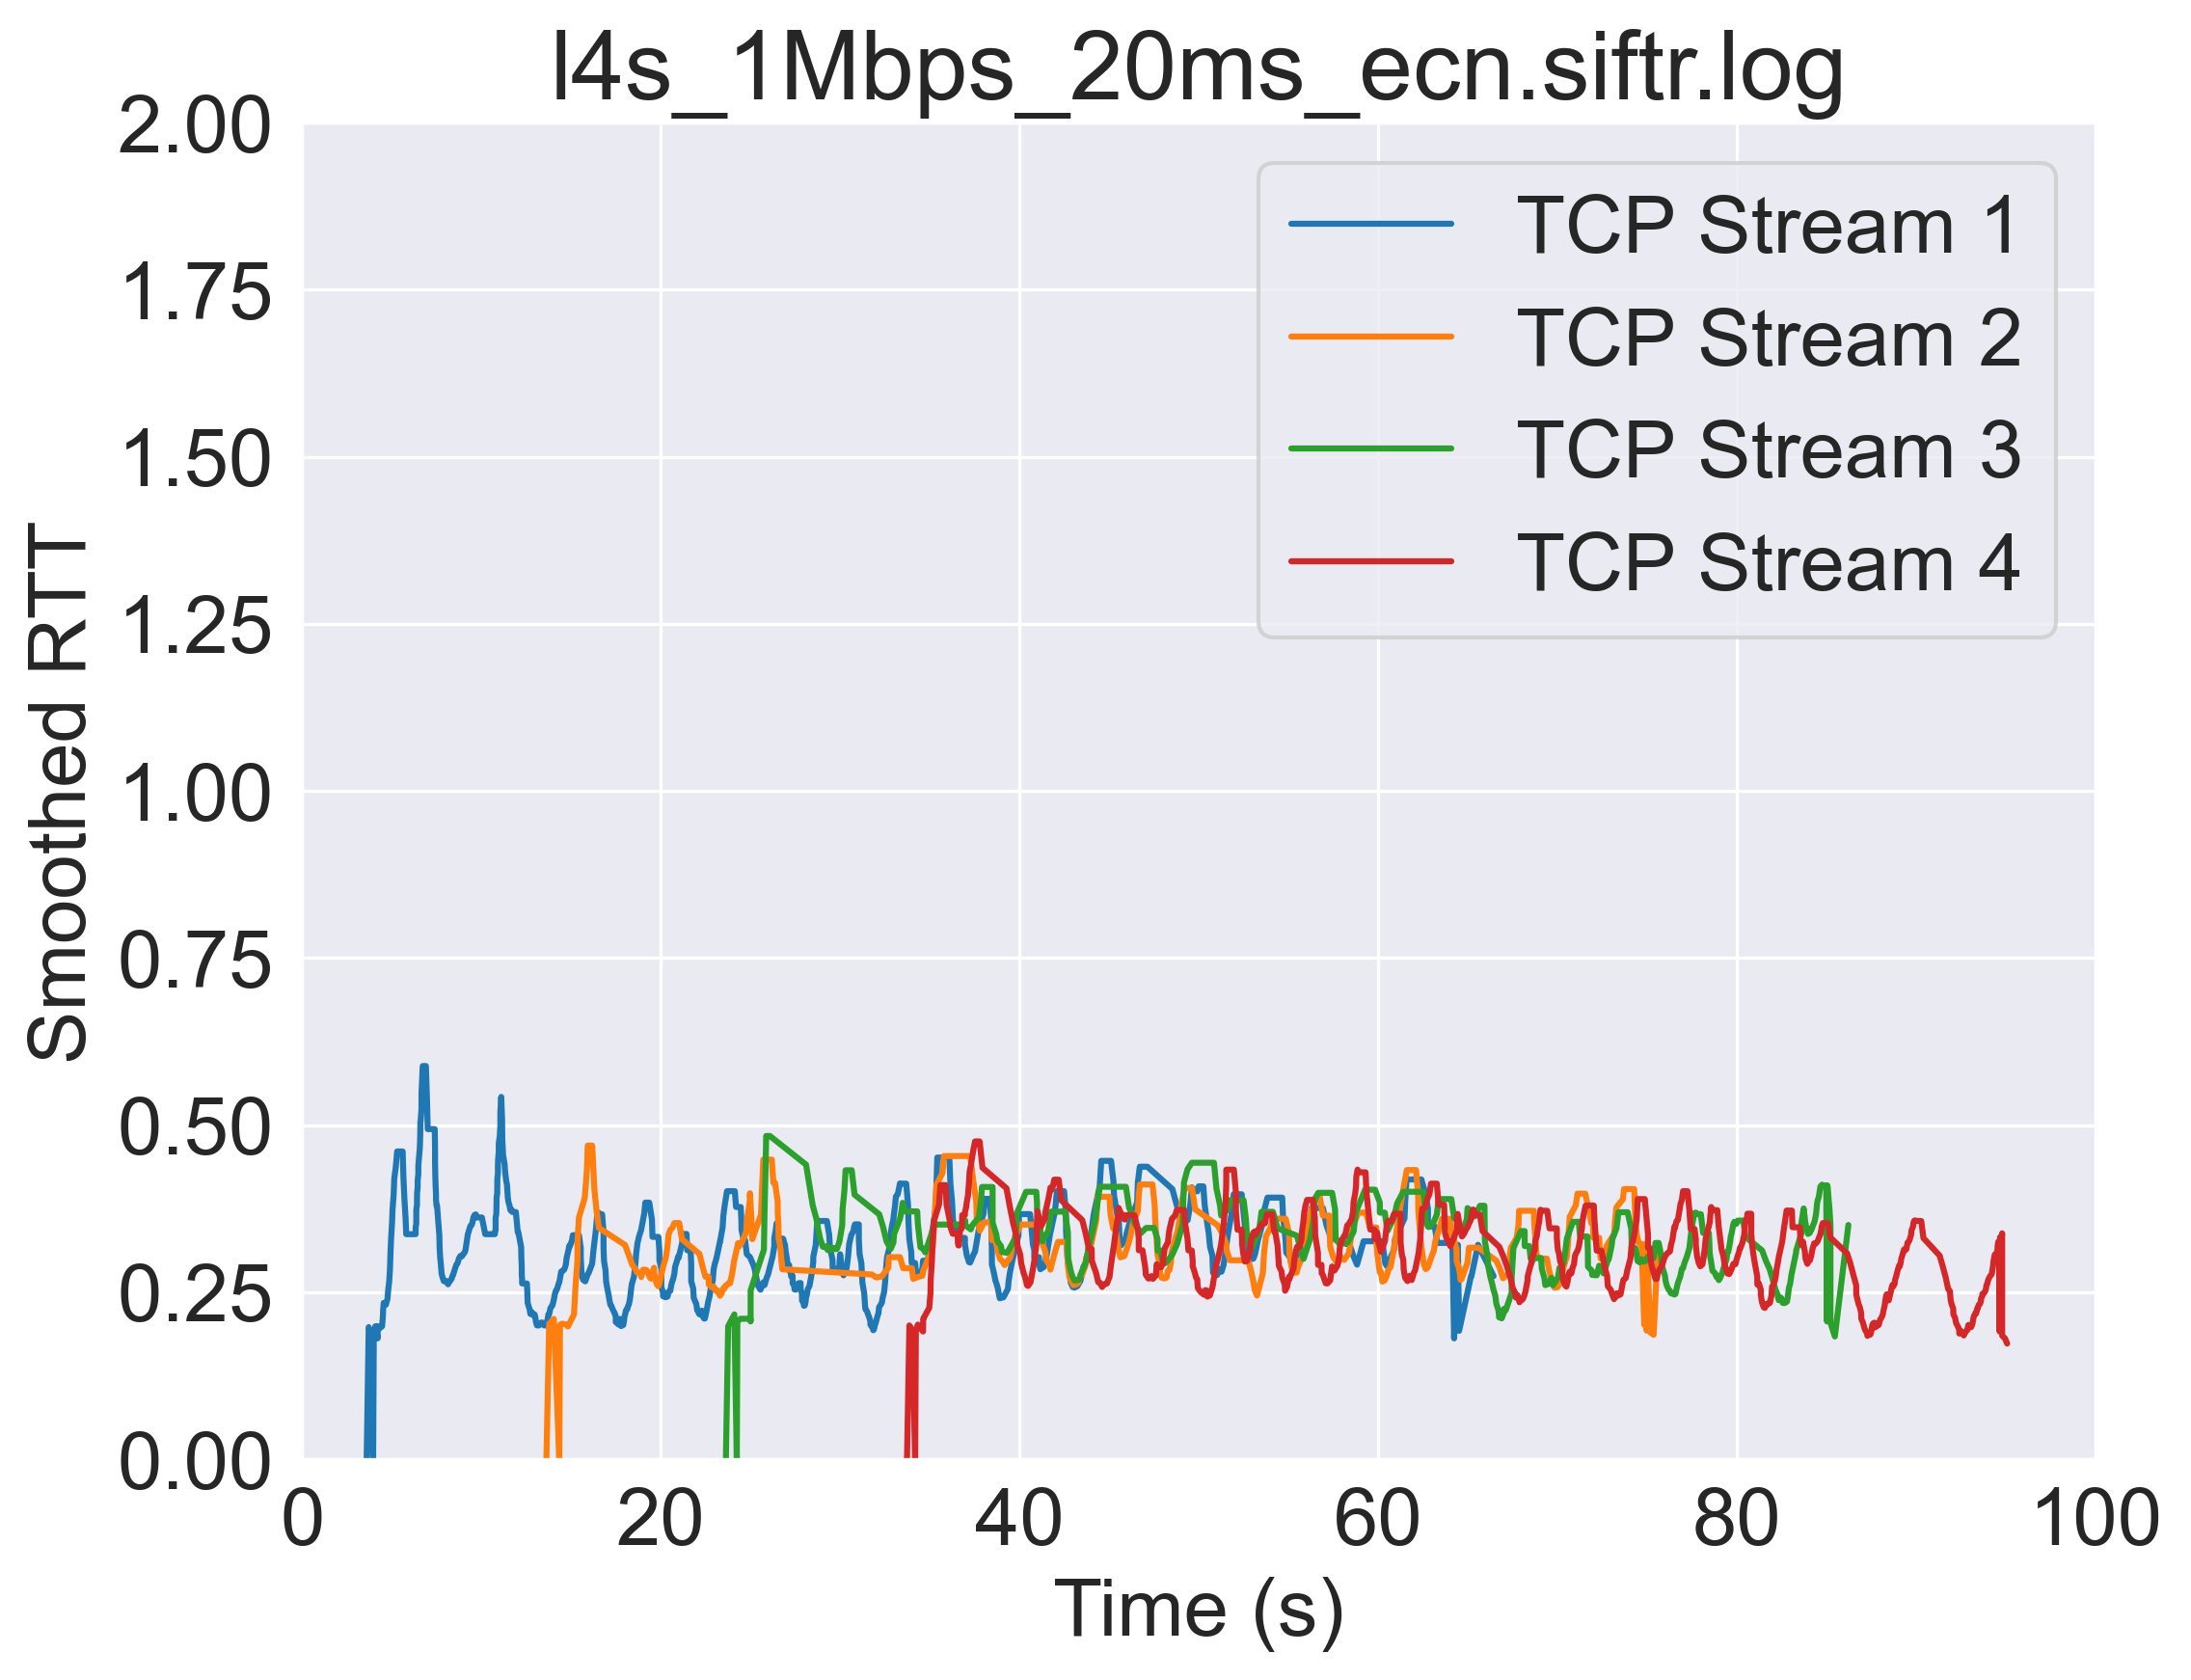 l4s_1Mbps_20ms_ecn.siftr.log
2.00
1.75
1.50
1.25
1.00
0.75
0.50
0.25
0.00
Smoothed RTT
TCP Stream 1
TCP Stream 2
TCP Stream 3
TCP Stream 4
0 20 40 60 80 100
Time (s)